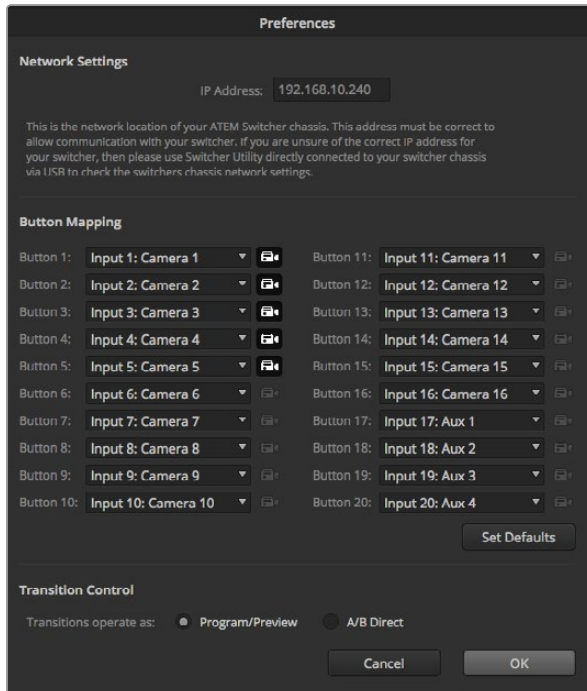 Preferences
Network Settings
IP Address: 192.168.10.240
This is the network location of your ATEM Switcher chassis. This address must be correct to
allow communication with your switcher. If you are unsure of the correct IP address for
your switcher, then please use Switcher Utility directly connected to your switcher chassis
via USB to check the switchers chassis network settings.
Button Mapping
Button 1: Input 1: Camera 1 Button 11: Input 11: Camera 11
Button 2: Input 2: Camera 2 Button 12: Input 12: Camera 12
Button 3: Input 3: Camera 3 Button 13: Input 13: Camera 13
Button 4: Input 4: Camera 4 Button 14: Input 14: Camera 14
Button 5: Input 5: Camera 5 Button 15: Input 15: Camera 15
Button 6: Input 6: Camera 6 Button 16: Input 16: Camera 16
Button 7: Input 7: Camera 7 Button 17: Input 17: Aux 1
Button 8: Input 8: Camera 8 Button 18: Input 18: Aux 2
Button 9: Input 9: Camera 9 Button 19: Input 19: Aux 3
Button 10: Input 10: Camera 10 Button 20: Input 20: Aux 4
Set Defaults
Transition Control
Transitions operate as: Program/Preview A/B Direct
Cancel OK